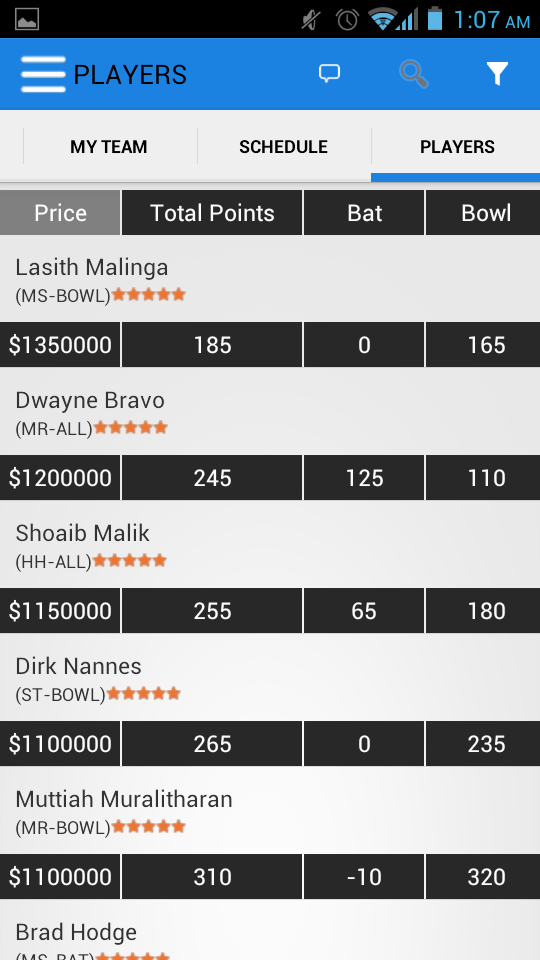 1:07 AM
PLAYERS
MY TEAM SCHEDULE PLAYERS
Price Total Points Bat Bowl
Lasith Malinga
(MS-BOWL)
$1350000 185 0 165
Dwayne Bravo
(MR-ALL)
$1200000 245 125 110
Shoaib Malik
(HH-ALL)
$1150000 255 65 180
Dirk Nannes
(ST-BOWL)
$1100000 265 0 235
Muttiah Muralitharan
(MR-BOWL)
$1100000 310 -10 320
Brad Hodge
(MS-BAT)